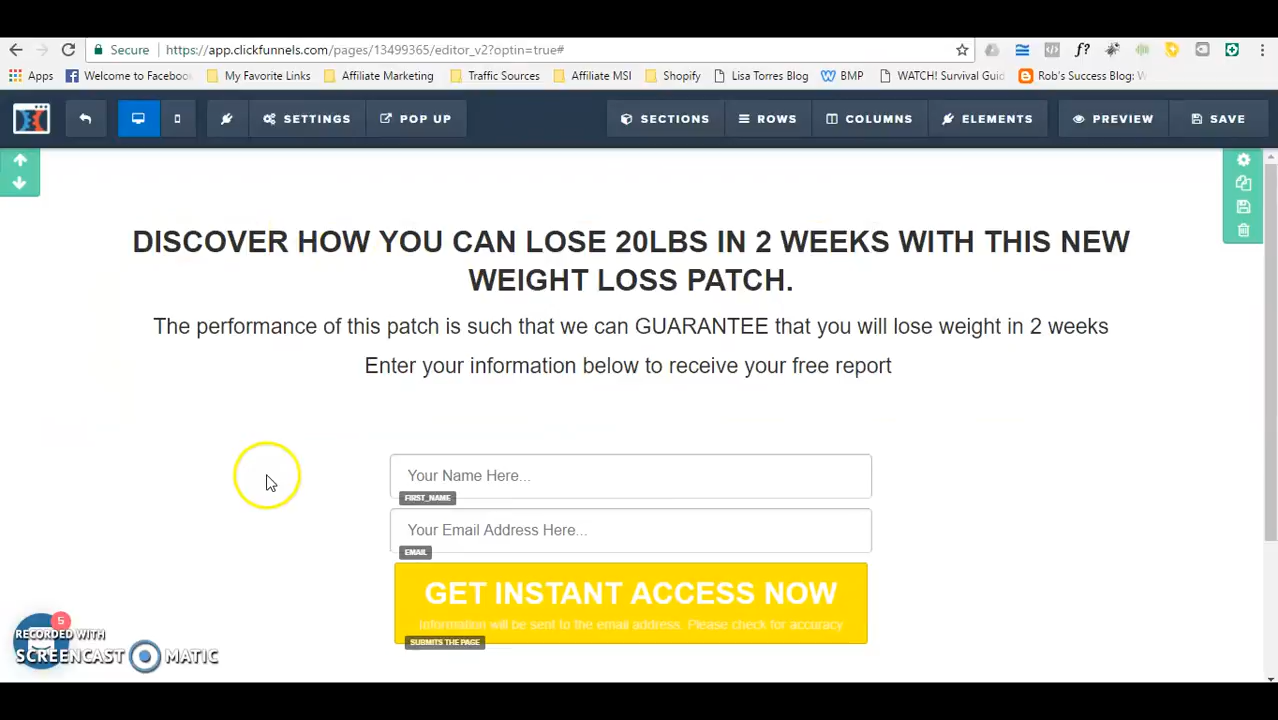 Secure https://app.clickfunnels.com/pages/13499365/editor_v2?optin=true#
f?
Apps Welcome to Facebook My Favorite Links Affiliate Marketing Traffic Sources Affiliate MSI Shopify Lisa Torres Blog BMP WATCH! Survival Guid Rob's Success Blog: W
SETTINGS POP UP SECTIONS ROWS COLUMNS ELEMENTS PREVIEW SAVE
DISCOVER HOW YOU CAN LOSE 20LBS IN 2 WEEKS WITH THIS NEW
WEIGHT LOSS PATCH.
The performance of this patch is such that we can GUARANTEE that you will lose weight in 2 weeks
Enter your information below to receive your free report
Your Name Here...
FIRST_NAME
Your Email Address Here...
EMAIL
GET INSTANT ACCESS NOW
Information will be sent to the email address. Please check for accuracy
SUBMITS THE PAGE
5
RECORDED WITH
SCREENCAST MATIC